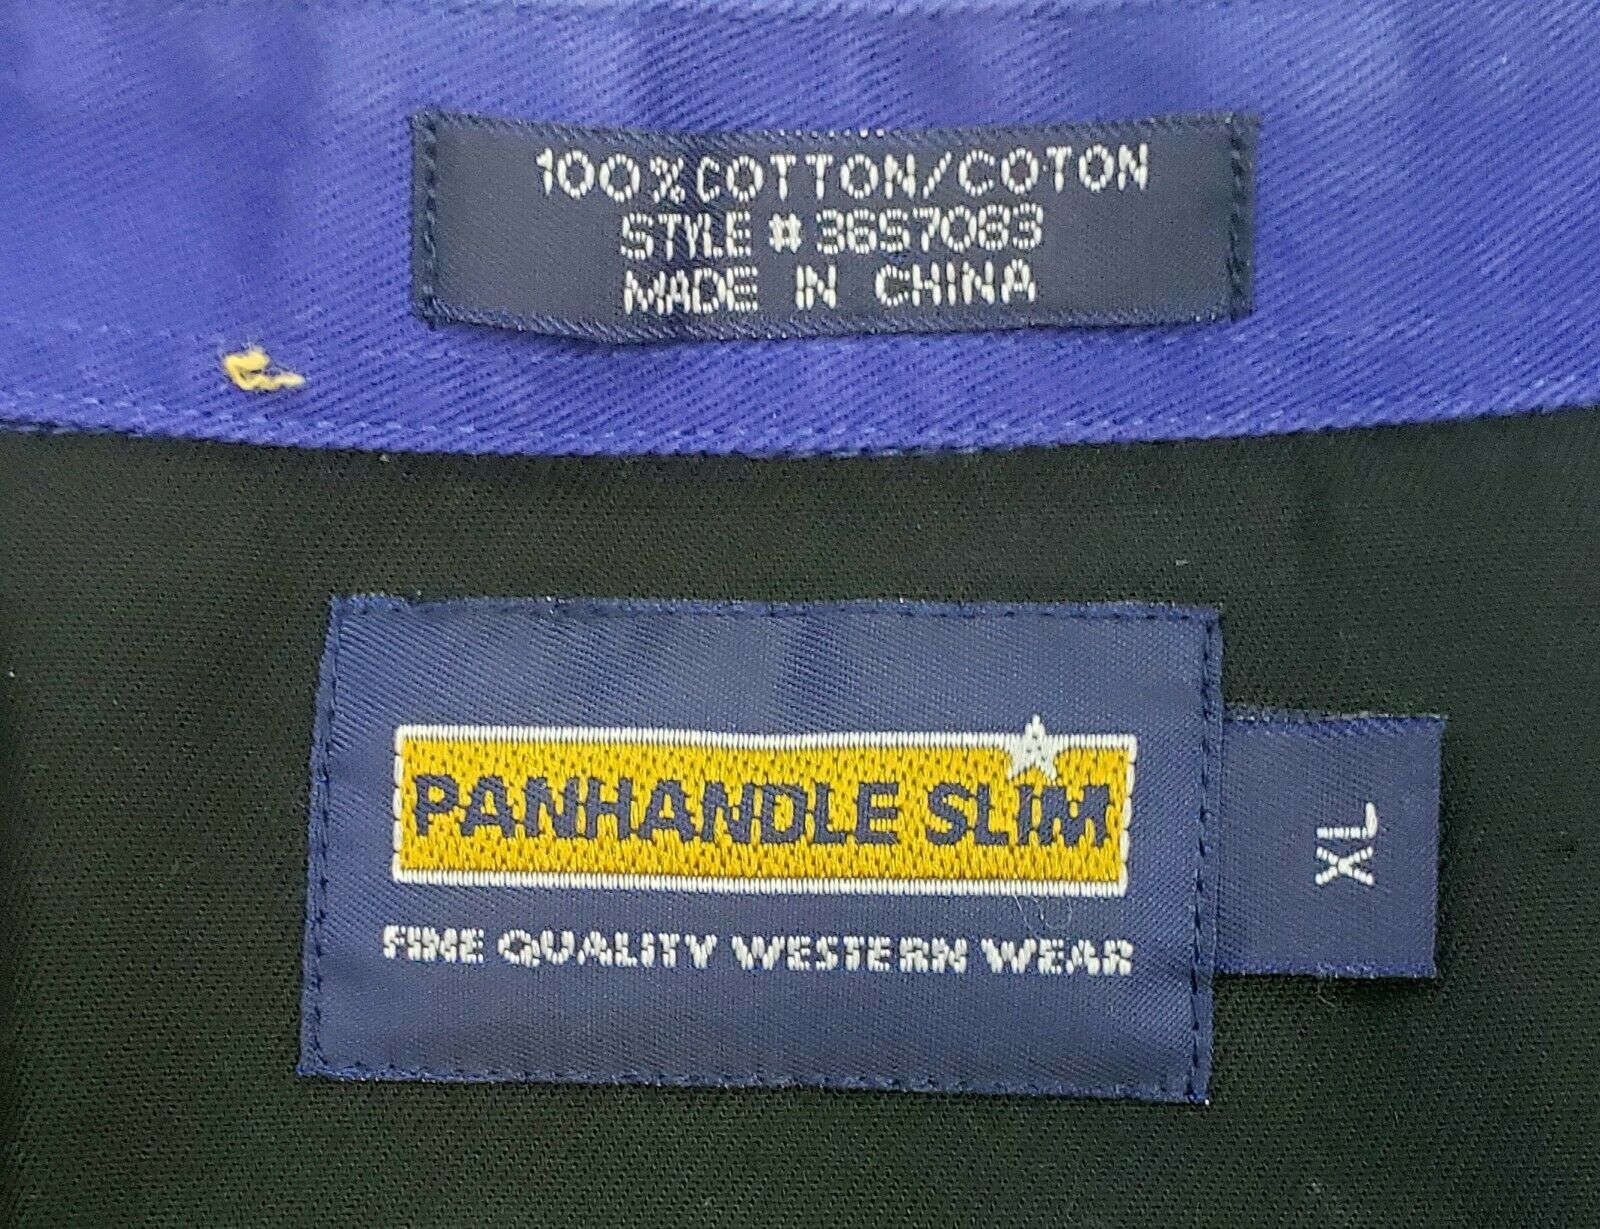 100% COTTON/COTON
STYLE # 36S7083
MADE IN CHINA
PANHANDLE SLIM
FINE QUALITY WESTERN WEAR
XL